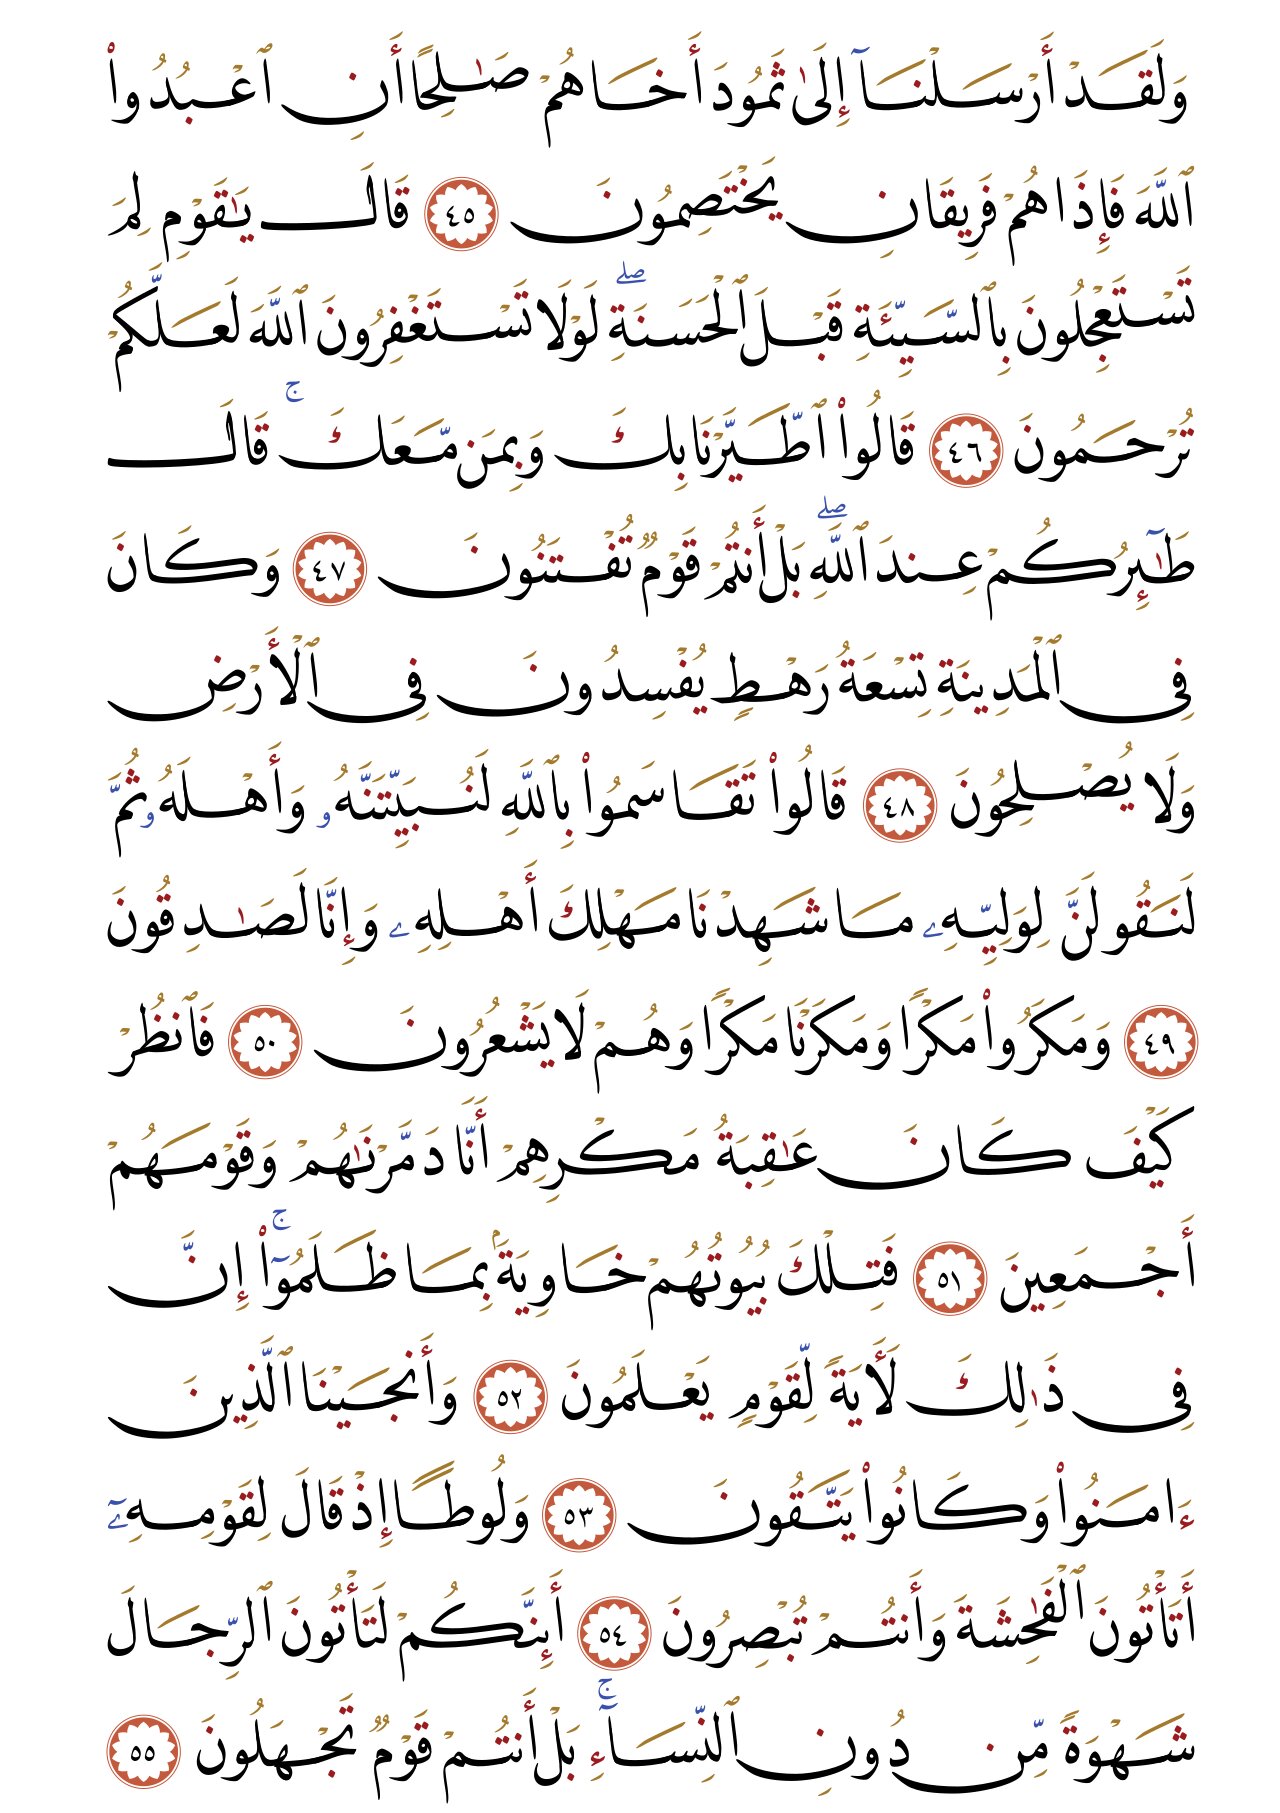 وَلَقَدْ أَرْسَلْنَآ إِلَىٰ ثَمُودَ أَخَاهُمْ صَٰلِحًا أَنِ ٱعْبُدُوا۟
ٱللَّهَ فَإِذَا هُمْ فَرِيقَانِ يَخْتَصِمُونَ ٤٥ قَالَ يَٰقَوْمِ لِمَ
تَسْتَعْجِلُونَ بِٱلسَّيِّئَةِ قَبْلَ ٱلْحَسَنَةِ ۖ لَوْلَا تَسْتَغْفِرُونَ ٱللَّهَ لَعَلَّكُمْ
تُرْحَمُونَ ٤٦ قَالُوا۟ ٱطَّيَّرْنَا بِكَ وَبِمَن مَّعَكَ ۚ قَالَ
طَٰٓئِرُكُمْ عِندَ ٱللَّهِ ۖ بَلْ أَنتُمْ قَوْمٌ تُفْتَنُونَ ٤٧ وَكَانَ
فِى ٱلْمَدِينَةِ تِسْعَةُ رَهْطٍ يُفْسِدُونَ فِى ٱلْأَرْضِ
وَلَا يُصْلِحُونَ ٤٨ قَالُوا۟ تَقَاسَمُوا۟ بِٱللَّهِ لَنُبَيِّتَنَّهُۥ وَأَهْلَهُۥ ثُمَّ
لَنَقُولَنَّ لِوَلِيِّهِۦ مَا شَهِدْنَا مَهْلِكَ أَهْلِهِۦ وَإِنَّا لَصَٰدِقُونَ
٤٩ وَمَكَرُوا۟ مَكْرًا وَمَكَرْنَا مَكْرًا وَهُمْ لَا يَشْعُرُونَ ٥٠ فَٱنظُرْ
كَيْفَ كَانَ عَٰقِبَةُ مَكْرِهِمْ أَنَّا دَمَّرْنَٰهُمْ وَقَوْمَهُمْ
أَجْمَعِينَ ٥١ فَتِلْكَ بُيُوتُهُمْ خَاوِيَةًۢ بِمَا ظَلَمُوٓا۟ ۚ إِنَّ
فِى ذَٰلِكَ لَأَيَةً لِّقَوْمٍ يَعْلَمُونَ ٥٢ وَأَنجَيْنَا ٱلَّذِينَ
ءَامَنُوا۟ وَكَانُوا۟ يَتَّقُونَ ٥٣ وَلُوطًا إِذْ قَالَ لِقَوْمِهِۦٓ
أَتَأْتُونَ ٱلْفَٰحِشَةَ وَأَنتُمْ تُبْصِرُونَ ٥٤ أَئِنَّكُمْ لَتَأْتُونَ ٱلرِّجَالَ
شَهْوَةً مِّن دُونِ ٱلنِّسَآءِ ۚ بَلْ أَنتُمْ قَوْمٌ تَجْهَلُونَ ٥٥